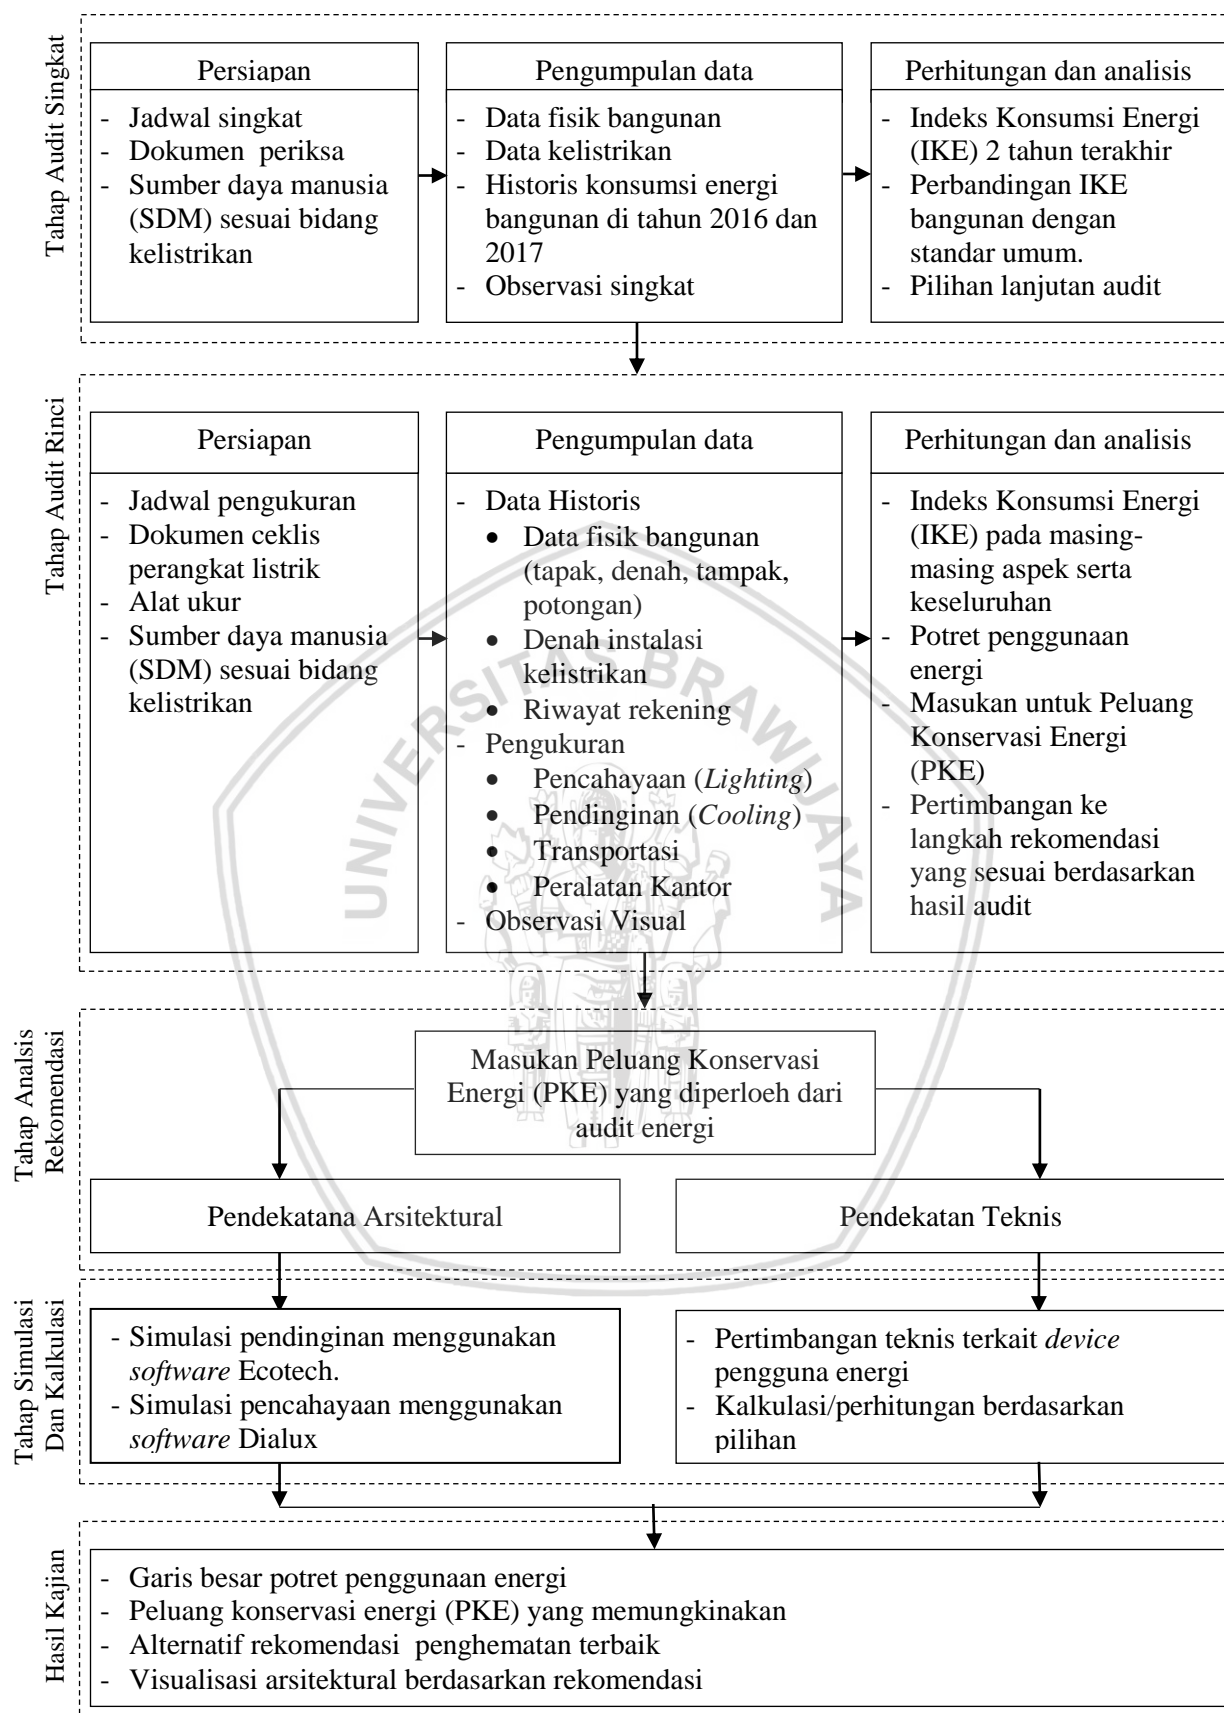 Tahap Audit Singkat
Persiapan
- Jadwal singkat
- Dokumen periksa
- Sumber daya manusia
(SDM) sesuai bidang
kelistrikan
Pengumpulan data
- Data fisik bangunan
- Data kelistrikan
- Historis konsumsi energi
bangunan di tahun 2016 dan
2017
- Observasi singkat
Perhitungan dan analisis
- Indeks Konsumsi Energi
(IKE) 2 tahun terakhir
- Perbandingan IKE
bangunan dengan
standar umum.
- Pilihan lanjutan audit
Tahap Audit Rinci
Persiapan
- Jadwal pengukuran
- Dokumen ceklis
perangkat listrik
- Alat ukur
- Sumber daya manusia
(SDM) sesuai bidang
kelistrikan
Pengumpulan data
- Data Historis
• Data fisik bangunan
(tapak, denah, tampak,
potongan)
• Denah instalasi
kelistrikan
• Riwayat rekening
- Pengukuran
• Pencahayaan (Lighting)
• Pendinginan (Cooling)
• Transportasi
• Peralatan Kantor
- Observasi Visual
Perhitungan dan analisis
- Indeks Konsumsi Energi
(IKE) pada masing-
masing aspek serta
keseluruhan
- Potret penggunaan
energi
- Masukan untuk Peluang
Konservasi Energi
(PKE)
- Pertimbangan ke
langkah rekomendasi
yang sesuai berdasarkan
hasil audit
UNIVERSITAS BRAWIJAYA
Tahap Analsis
Rekomendasi
Masukan Peluang Konservasi
Energi (PKE) yang diperloeh dari
audit energi
Pendekatana Arsitektural
Pendekatan Teknis
Tahap Simulasi
Dan Kalkulasi
- Simulasi pendinginan menggunakan
software Ecotech.
- Simulasi pencahayaan menggunakan
software Dialux
- Pertimbangan teknis terkait device
pengguna energi
- Kalkulasi/perhitungan berdasarkan
pilihan
Hasil Kajian
- Garis besar potret penggunaan energi
- Peluang konservasi energi (PKE) yang memungkinakan
- Alternatif rekomendasi penghematan terbaik
- Visualisasi arsitektural berdasarkan rekomendasi